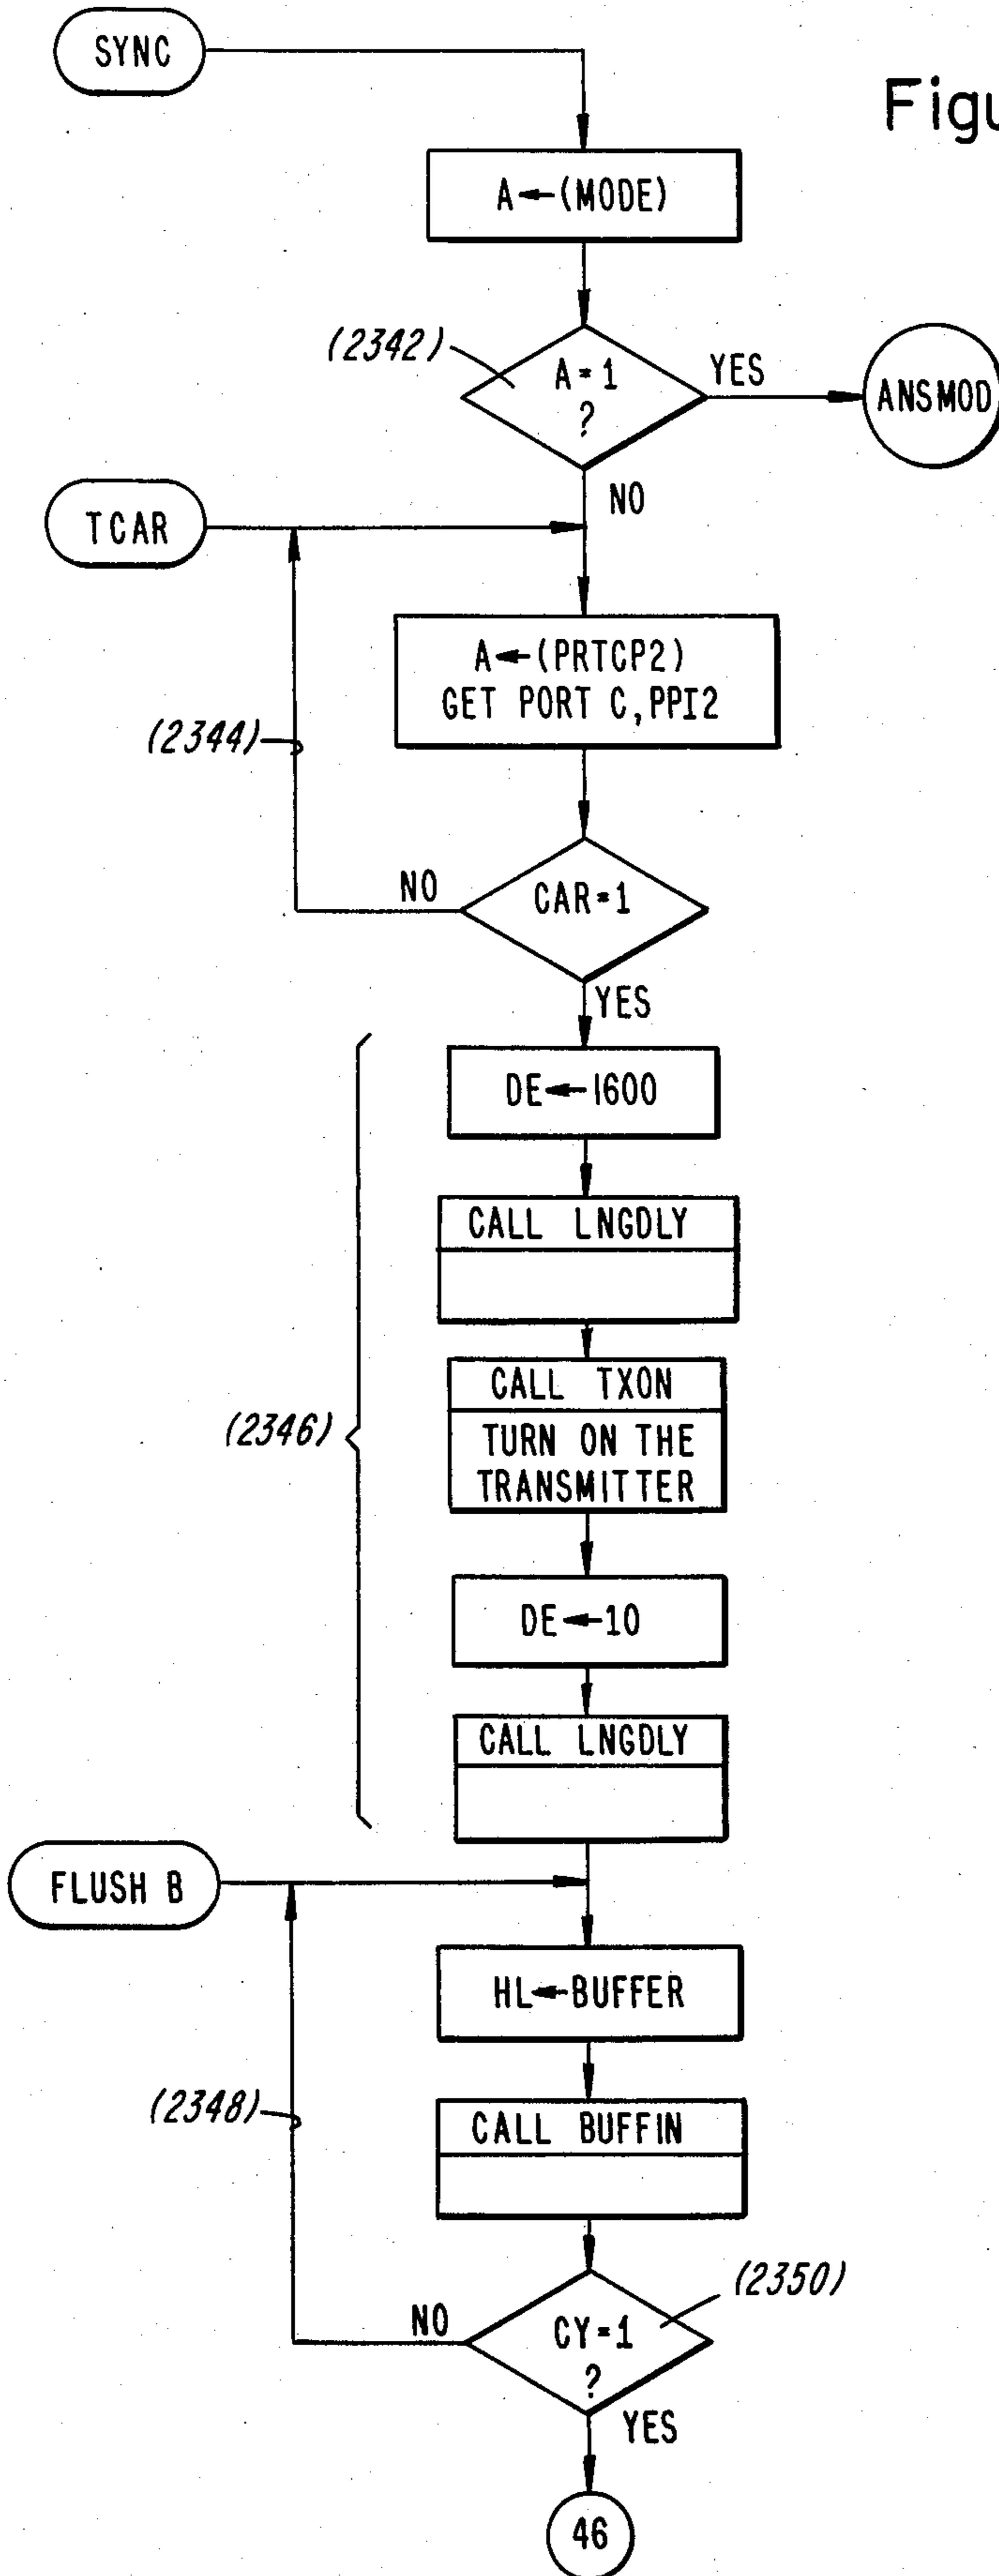 SYNC
Figu
A←(MODE)
(2342)
A=1
?
YES
ANSMOD
NO
TCAR
A←(PRTCP2)
GET PORT C, PPI2
(2344)
NO
CAR=1
YES
DE←1600
CALL LNGDLY
CALL TXON
TURN ON THE
TRANSMITTER
(2346)
DE←10
CALL LNGDLY
FLUSH B
HL←BUFFER
(2348)
CALL BUFFIN
(2350)
NO
CY=1
?
YES
46